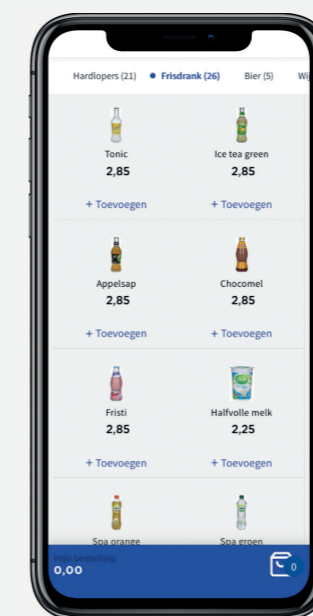 Hardlopers (21) Frisdrank (26) Bier (5) Wij
Tonic Ice tea green
2,85 2,85
+ Toevoegen + Toevoegen
Appelsap Chocomel
2,85 2,85
+ Toevoegen + Toevoegen
Fristi Halfvolle melk
2,85 2,25
+ Toevoegen + Toevoegen
Spa orange Spa groen
Mijn bestelling
0,00 0